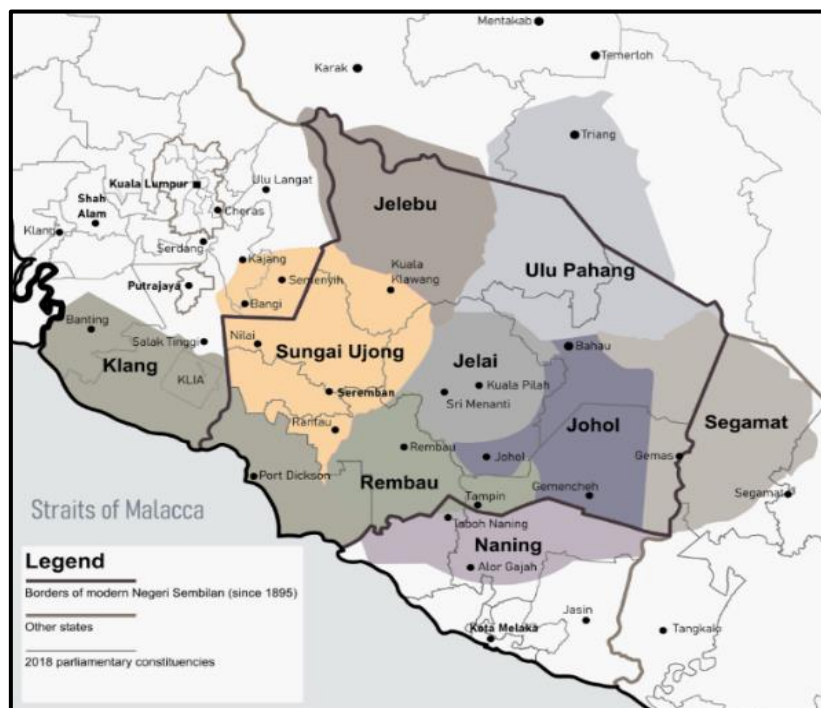 Mentakab
Temerloh
Karak
Triang
Kuala Lumpur
Ulu Langat
Shah
Alam
Jelebu
Cheras
Klang
Serdang
Ulu Pahang
Kajang
Kuala
Klawang
Putrajaya
Semenyih
Bangi
Banting
Salak Tinggi
Nilai
Sungai Ujong
Jelai
Bahau
Klang
KLIA
Kuala Pilah
Seremban
Sri Menanti
Segamat
Johol
Rantau
Rembau
Johol
Gemas
Port Dickson
Rembau
Gemencheh
Segamat
Tampin
Straits of Malacca
Taboh Naning
Naning
Alor Gajah
Legend
Borders of modern Negeri Sembilan (since 1895)
Other states
2018 parliamentary constituencies
Jasin
Kota Melaka
Tangkak